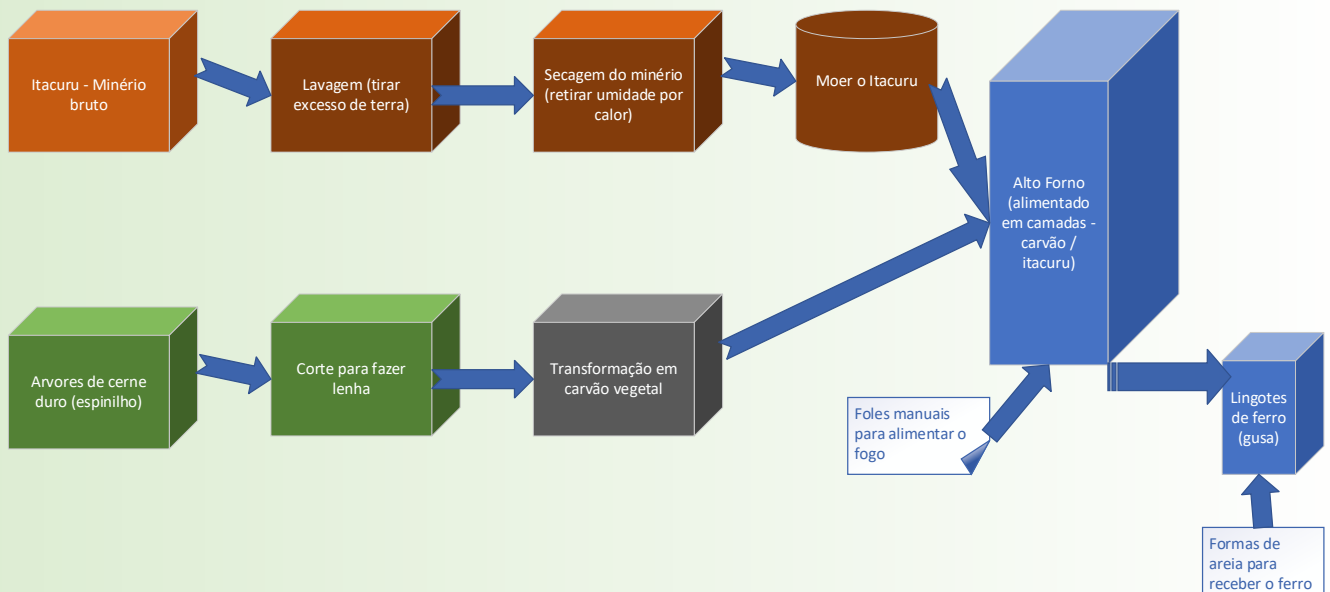 Itacuru - Minério
bruto
Lavagem (tirar
excesso de terra)
Secagem do minério
(retirar umidade por
calor)
Moer o Itacuru
Alto Forno
(alimentado
em camadas -
carvão /
itacuru)
Arvores de cerne
duro (espinilho)
Corte para fazer
lenha
Transformação em
carvão vegetal
Foles manuais
para alimentar o
fogo
Lingotes
de ferro
(gusa)
Formas de
areia para
receber o ferro